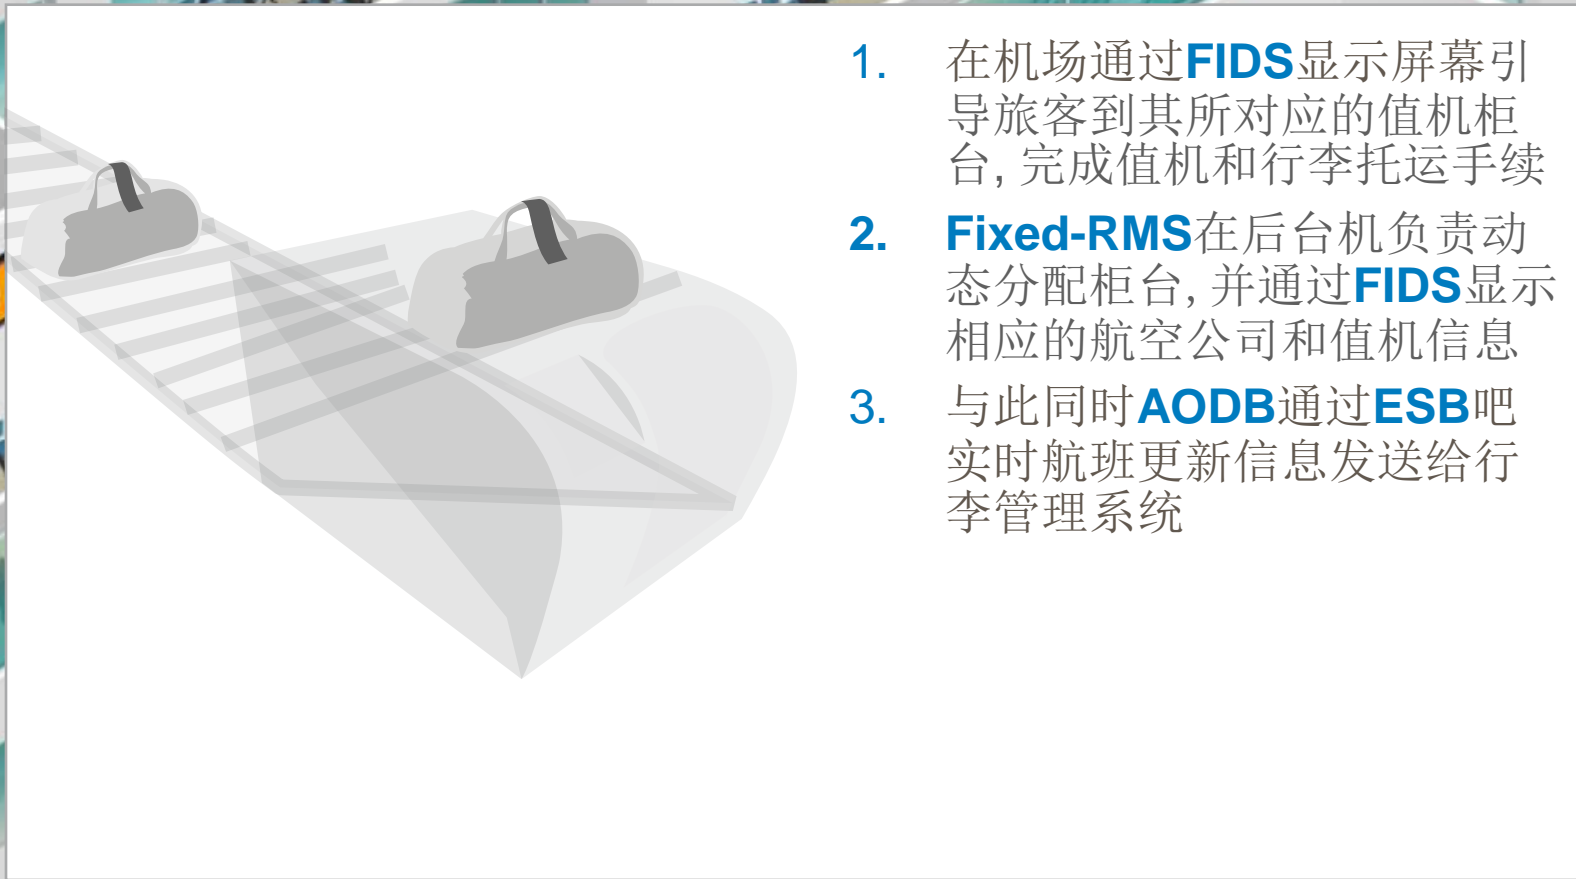 1. 在机场通过FIDS显示屏幕引
导旅客到其所对应的值机柜
台, 完成值机和行李托运手续
2. Fixed-RMS在后台机负责动
态分配柜台, 并通过FIDS显示
相应的航空公司和值机信息
3. 与此同时AODB通过ESB吧
实时航班更新信息发送给行
李管理系统